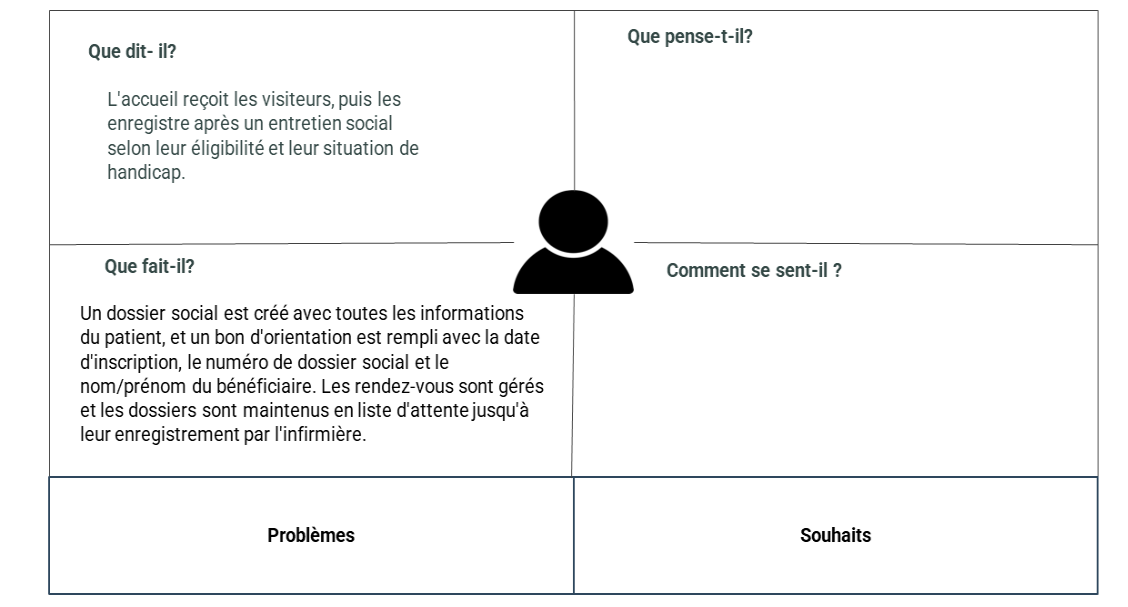 Que dit- il?
L'accueil reçoit les visiteurs, puis les
enregistre après un entretien social
selon leur éligibilité et leur situation de
handicap.
Que pense-t-il?
Que fait-il?
Un dossier social est créé avec toutes les informations
du patient, et un bon d'orientation est rempli avec la date
d'inscription, le numéro de dossier social et le
nom/prénom du bénéficiaire. Les rendez-vous sont gérés
et les dossiers sont maintenus en liste d'attente jusqu'à
leur enregistrement par l'infirmière.
Comment se sent-il ?
Problèmes
Souhaits